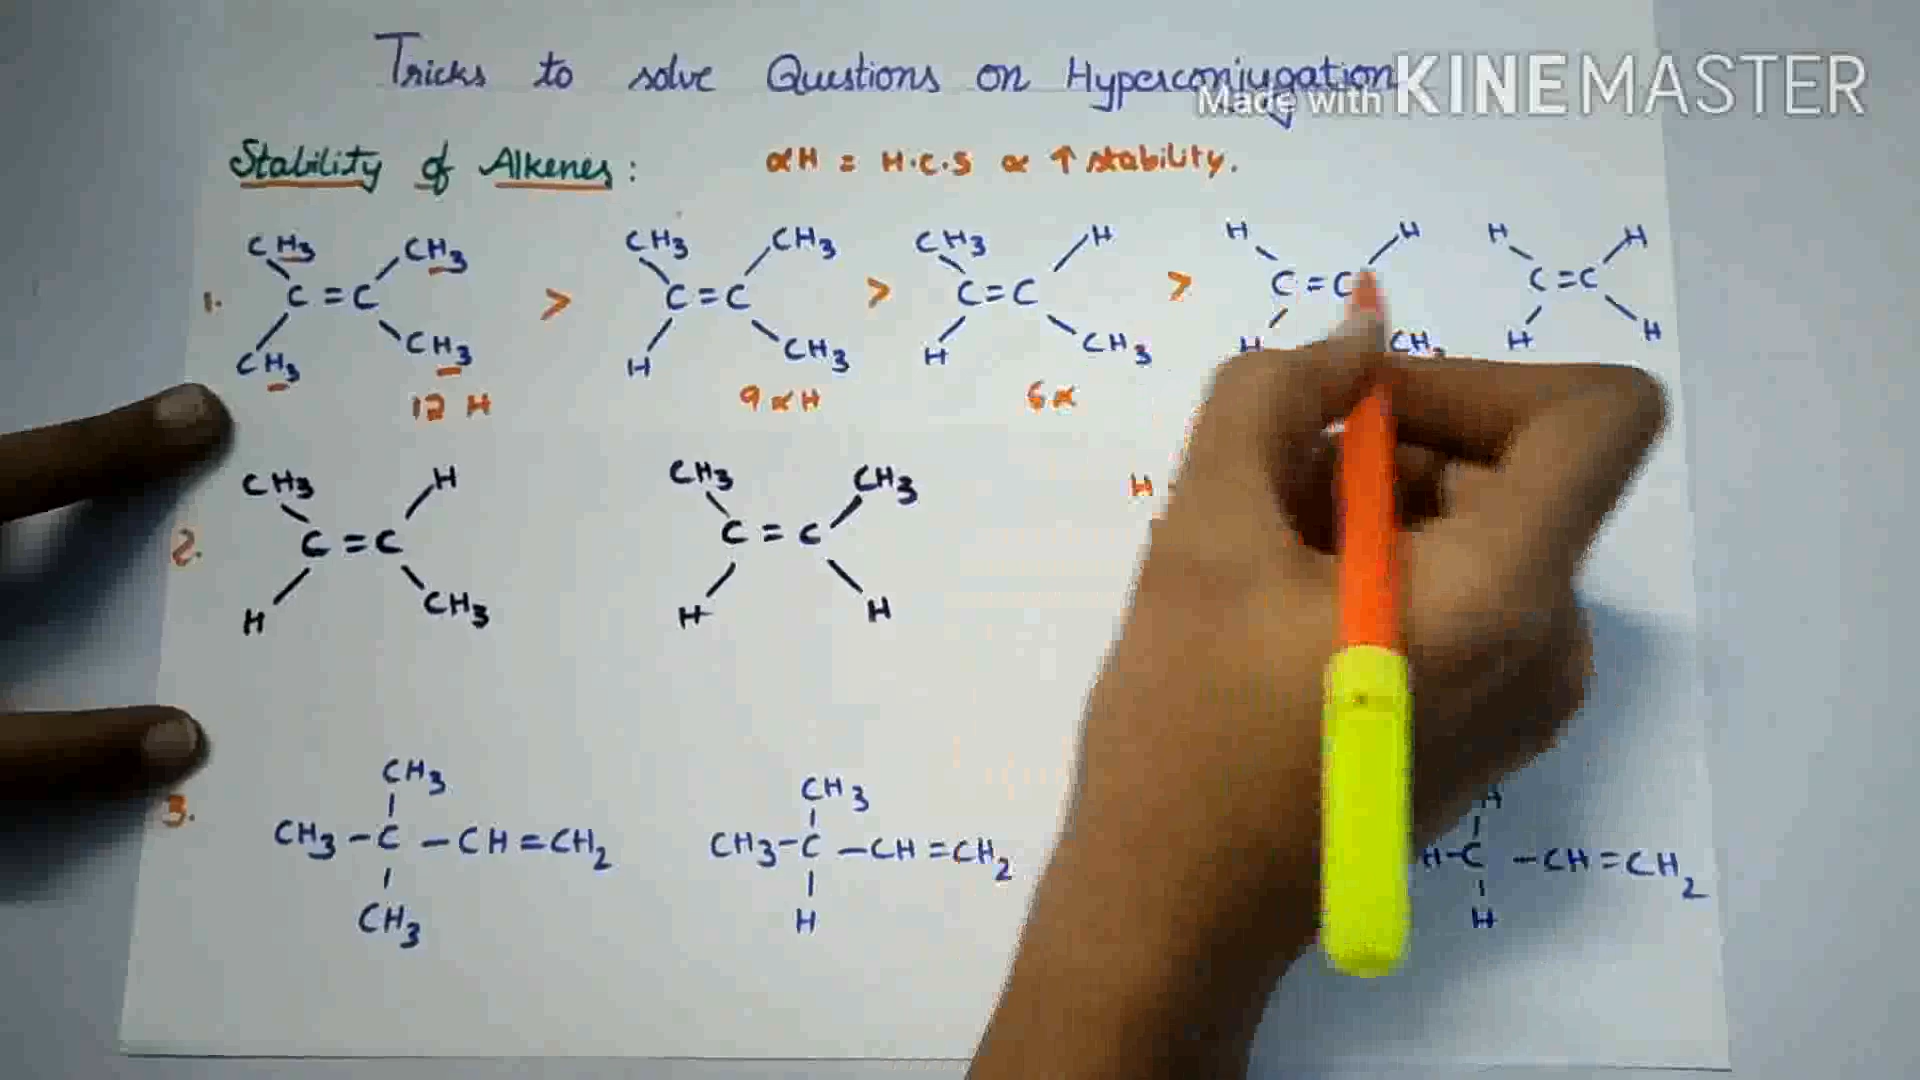 Tricks to solve Questions on Hyperconjugation
Made with KINEMASTER
Stability of Alkenes : αH = H.C.S α ↑ stability.
CH3 CH3 CH3 CH3 CH3 H H H H H
1. C=C > C=C > C=C > C=C C=C
CH3 CH3 H CH3 H CH3 H CH3 H H
12 H 9 α H 6α
CH3 H CH3 CH3 H
2. C=C C=C
H CH3 H H
CH3 CH3 H
3. CH3-C-CH=CH2 CH3-C-CH=CH2 H-C-CH=CH2
CH3 H H